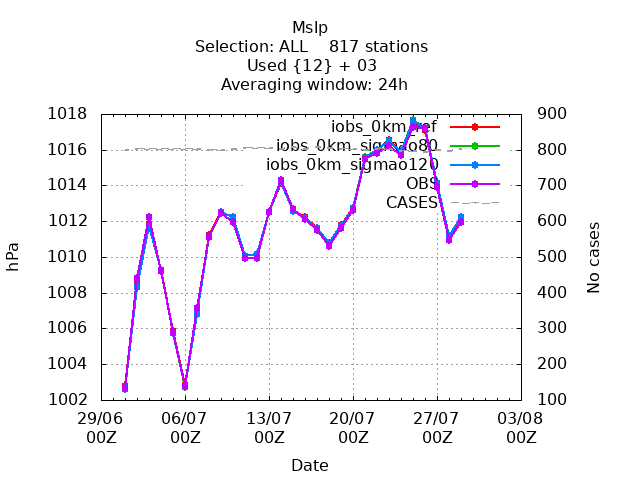 Mslp
Selection: ALL    817 stations
Used {12} + 03
Averaging window: 24h
1018
1016
1014
1012
1010
1008
1006
1004
1002
900
800
700
600
500
400
300
200
100
hPa
No cases
iobs_0km_ref
iobs_0km_sigmao80
iobs_0km_sigmao120
OBS
CASES
29/06 06/07 13/07 20/07 27/07 03/08
00Z 00Z 00Z 00Z 00Z 00Z
Date